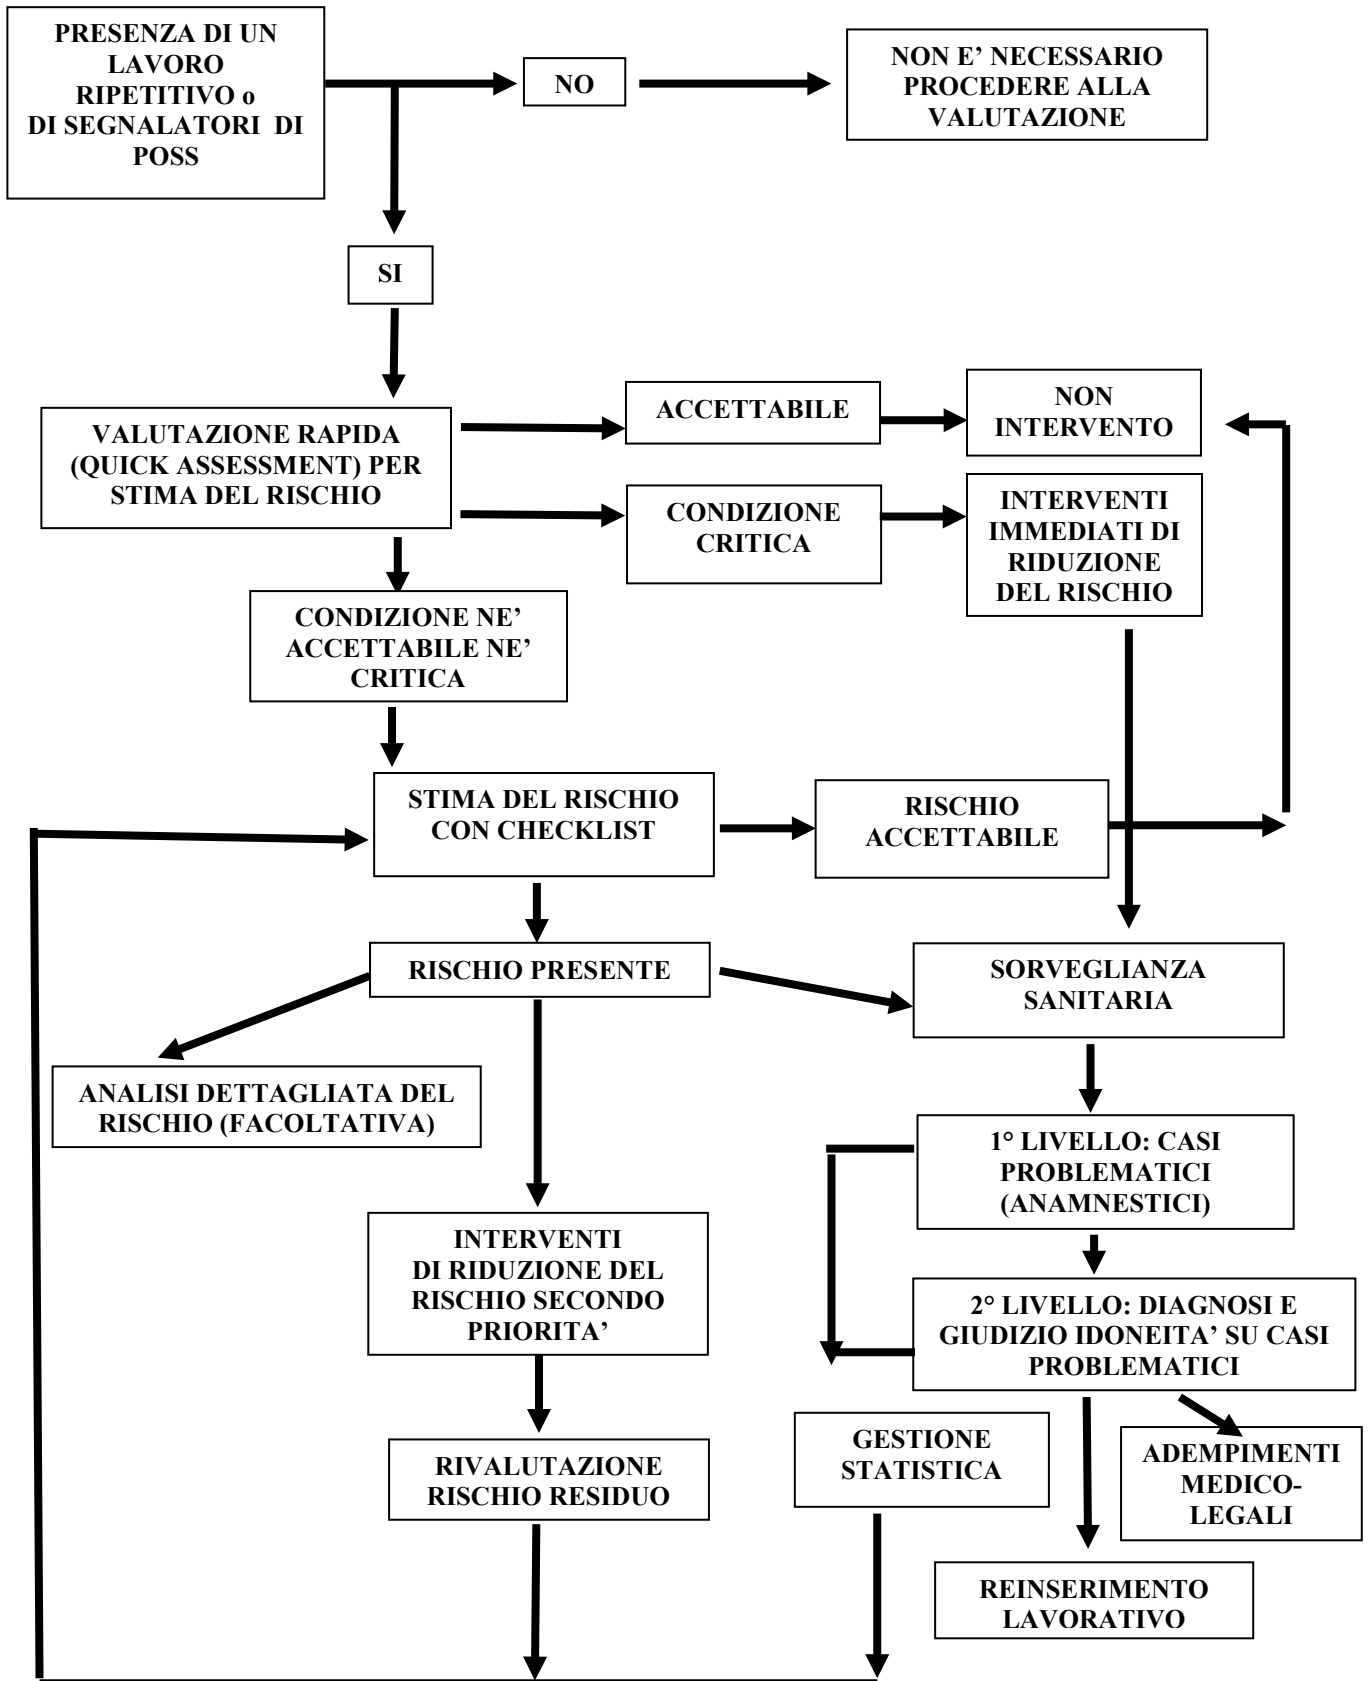 PRESENZA DI UN
LAVORO
RIPETITIVO o
DI SEGNALATORI DI
POSS
NO
NON E’ NECESSARIO
PROCEDERE ALLA
VALUTAZIONE
SI
VALUTAZIONE RAPIDA
(QUICK ASSESSMENT) PER
STIMA DEL RISCHIO
ACCETTABILE
NON
INTERVENTO
CONDIZIONE
CRITICA
INTERVENTI
IMMEDIATI DI
RIDUZIONE
DEL RISCHIO
CONDIZIONE NE’
ACCETTABILE NE’
CRITICA
STIMA DEL RISCHIO
CON CHECKLIST
RISCHIO
ACCETTABILE
RISCHIO PRESENTE
SORVEGLIANZA
SANITARIA
ANALISI DETTAGLIATA DEL
RISCHIO (FACOLTATIVA)
1° LIVELLO: CASI
PROBLEMATICI
(ANAMNESTICI)
INTERVENTI
DI RIDUZIONE DEL
RISCHIO SECONDO
PRIORITA’
2° LIVELLO: DIAGNOSI E
GIUDIZIO IDONEITA’ SU CASI
PROBLEMATICI
RIVALUTAZIONE
RISCHIO RESIDUO
GESTIONE
STATISTICA
ADEMPIMENTI
MEDICO-
LEGALI
REINSERIMENTO
LAVORATIVO